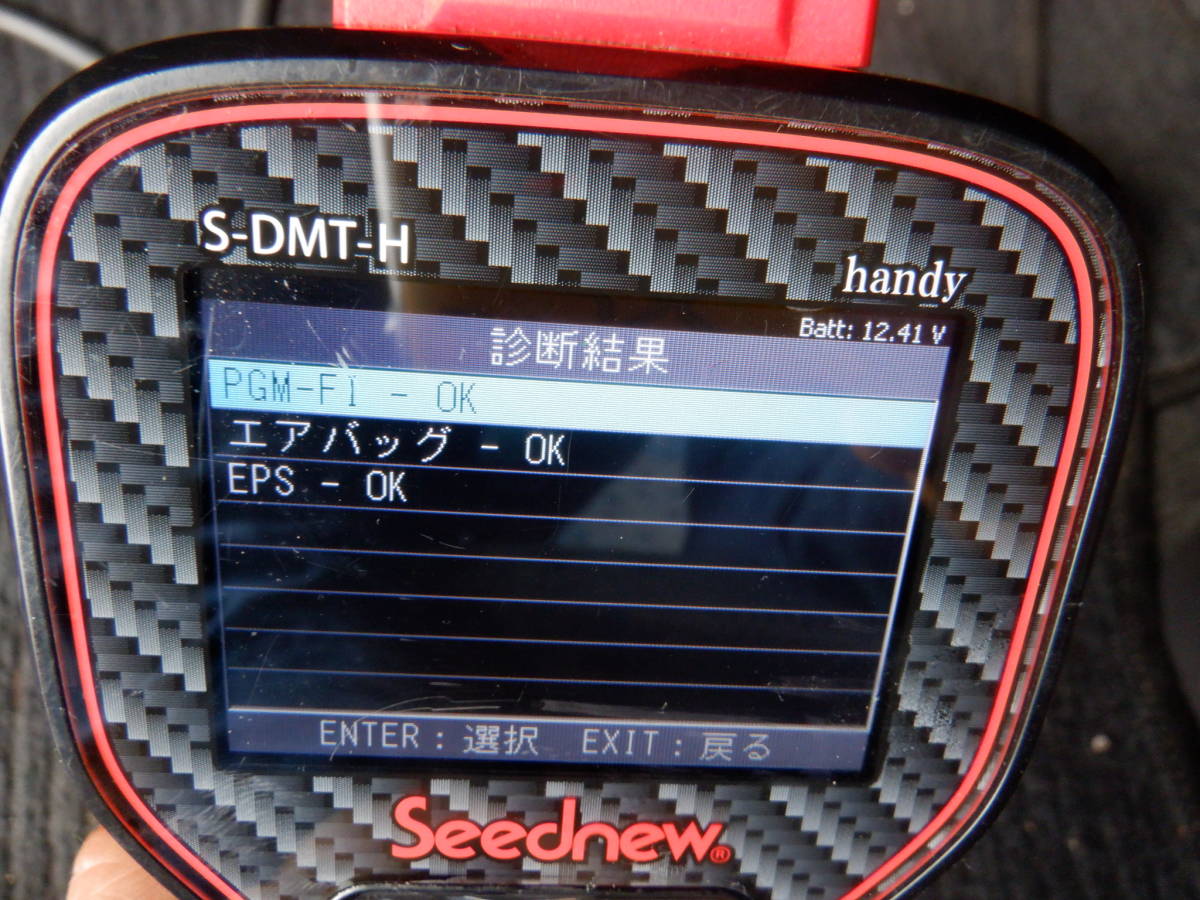 S-DMT-H
handy
Batt: 12.41 V
診断結果
PGM-FI - OK
エアバッグ - OK
EPS - OK
ENTER : 選択 EXIT : 戻る
Seednew®